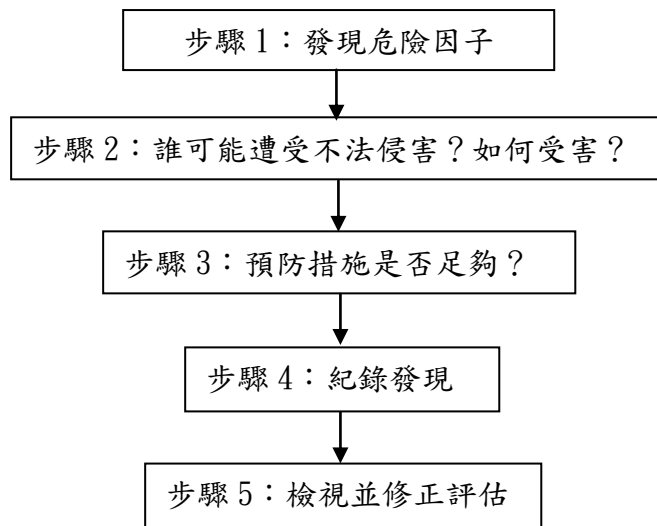 步驟 1：發現危險因子
步驟 2：誰可能遭受不法侵害？如何受害？
步驟 3：預防措施是否足夠？
步驟 4：紀錄發現
步驟 5：檢視並修正評估